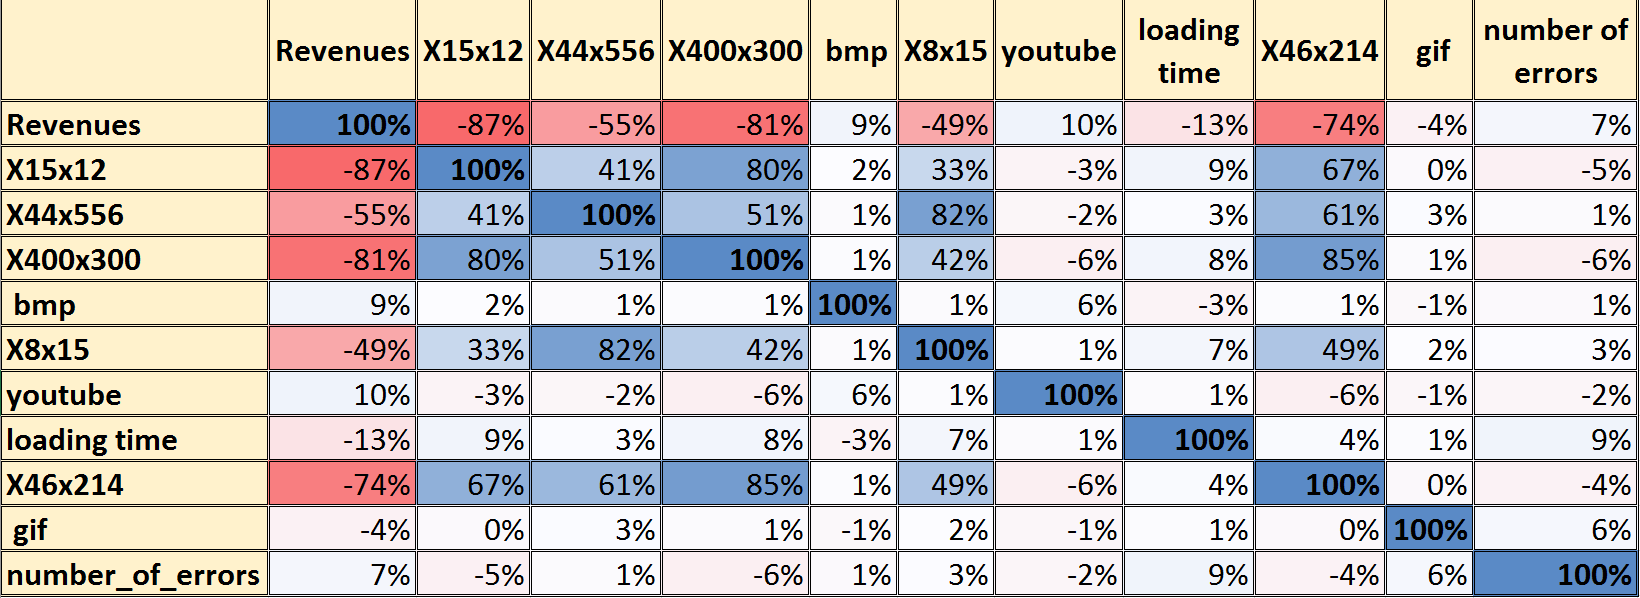 Revenues X15x12 X44x556 X400x300 bmp X8x15 youtube loading time X46x214 gif number of errors
Revenues 100% -87% -55% -81% 9% -49% 10% -13% -74% -4% 7%
X15x12 -87% 100% 41% 80% 2% 33% -3% 9% 67% 0% -5%
X44x556 -55% 41% 100% 51% 1% 82% -2% 3% 61% 3% 1%
X400x300 -81% 80% 51% 100% 1% 42% -6% 8% 85% 1% -6%
bmp 9% 2% 1% 1% 100% 1% 6% -3% 1% -1% 1%
X8x15 -49% 33% 82% 42% 1% 100% 1% 7% 49% 2% 3%
youtube 10% -3% -2% -6% 6% 1% 100% 1% -6% -1% -2%
loading time -13% 9% 3% 8% -3% 7% 1% 100% 4% 1% 9%
X46x214 -74% 67% 61% 85% 1% 49% -6% 4% 100% 0% -4%
gif -4% 0% 3% 1% -1% 2% -1% 1% 0% 100% 6%
number_of_errors 7% -5% 1% -6% 1% 3% -2% 9% -4% 6% 100%